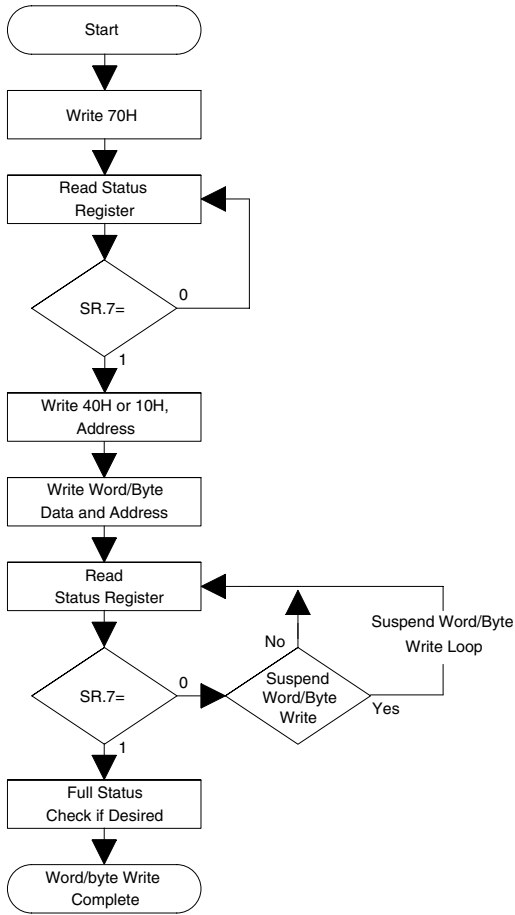 Start
Write 70H
Read Status
Register
SR.7=
0
1
Write 40H or 10H,
Address
Write Word/Byte
Data and Address
Read
Status Register
SR.7=
0
1
No
Suspend
Word/Byte
Write
Yes
Suspend Word/Byte
Write Loop
Full Status
Check if Desired
Word/byte Write
Complete